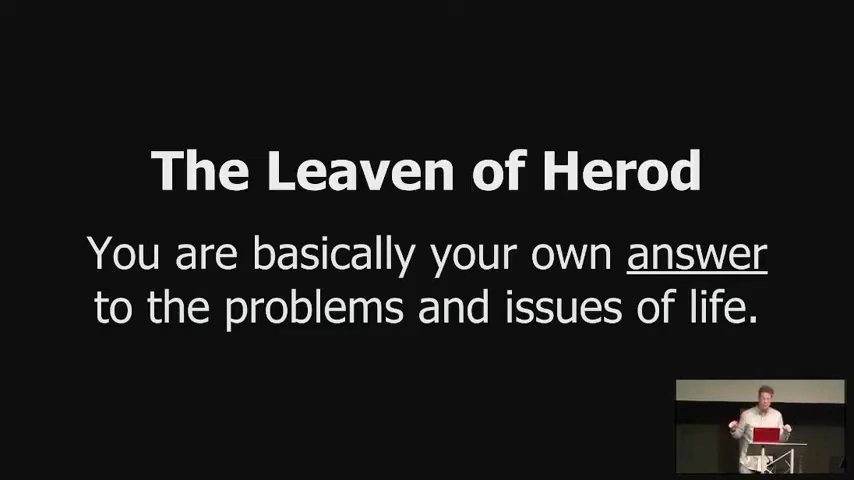 The Leaven of Herod
You are basically your own answer
to the problems and issues of life.